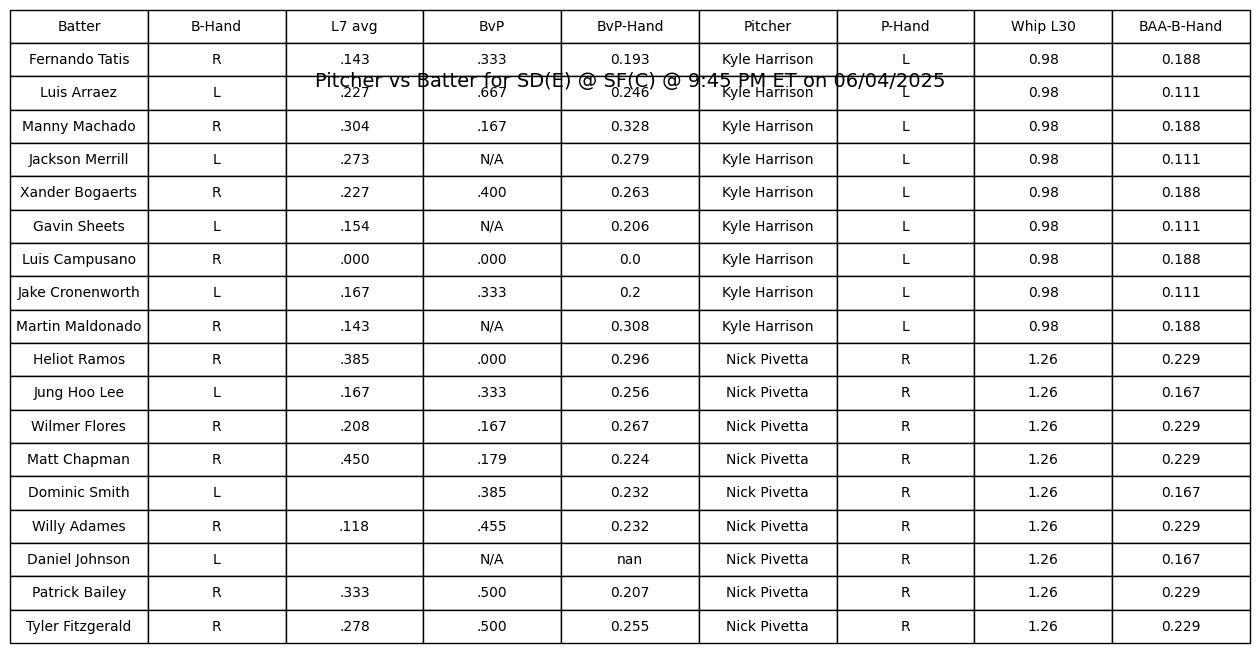 Batter B-Hand L7 avg BvP BvP-Hand Pitcher P-Hand Whip L30 BAA-B-Hand
Fernando Tatis R .143 .333 0.193 Kyle Harrison L 0.98 0.188
Pitcher vs Batter for SD(E) @ SF(C) @ 9:45 PM ET on 06/04/2025
Luis Arraez L .227 .667 0.246 Kyle Harrison L 0.98 0.111
Manny Machado R .304 .167 0.328 Kyle Harrison L 0.98 0.188
Jackson Merrill L .273 N/A 0.279 Kyle Harrison L 0.98 0.111
Xander Bogaerts R .227 .400 0.263 Kyle Harrison L 0.98 0.188
Gavin Sheets L .154 N/A 0.206 Kyle Harrison L 0.98 0.111
Luis Campusano R .000 .000 0.0 Kyle Harrison L 0.98 0.188
Jake Cronenworth L .167 .333 0.2 Kyle Harrison L 0.98 0.111
Martin Maldonado R .143 N/A 0.308 Kyle Harrison L 0.98 0.188
Heliot Ramos R .385 .000 0.296 Nick Pivetta R 1.26 0.229
Jung Hoo Lee L .167 .333 0.256 Nick Pivetta R 1.26 0.167
Wilmer Flores R .208 .167 0.267 Nick Pivetta R 1.26 0.229
Matt Chapman R .450 .179 0.224 Nick Pivetta R 1.26 0.229
Dominic Smith L .385 0.232 Nick Pivetta R 1.26 0.167
Willy Adames R .118 .455 0.232 Nick Pivetta R 1.26 0.229
Daniel Johnson L N/A nan Nick Pivetta R 1.26 0.167
Patrick Bailey R .333 .500 0.207 Nick Pivetta R 1.26 0.229
Tyler Fitzgerald R .278 .500 0.255 Nick Pivetta R 1.26 0.229